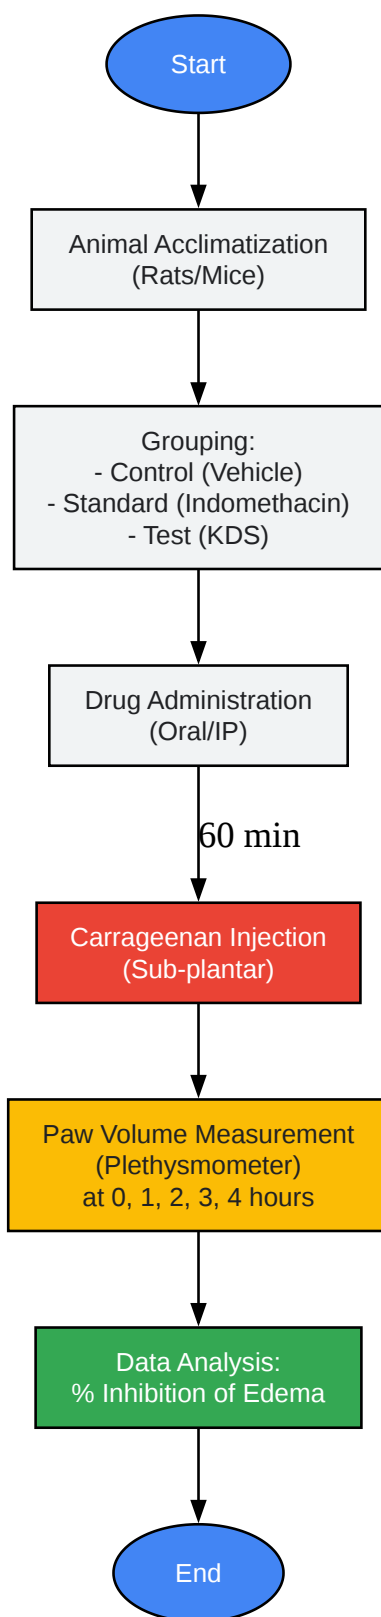 Start
Animal Acclimatization
(Rats/Mice)
Grouping:
- Control (Vehicle)
- Standard (Indomethacin)
- Test (KDS)
Drug Administration
(Oral/IP)
60 min
Carrageenan Injection
(Sub-plantar)
Paw Volume Measurement
(Plethysmometer)
at 0, 1, 2, 3, 4 hours
Data Analysis:
% Inhibition of Edema
End